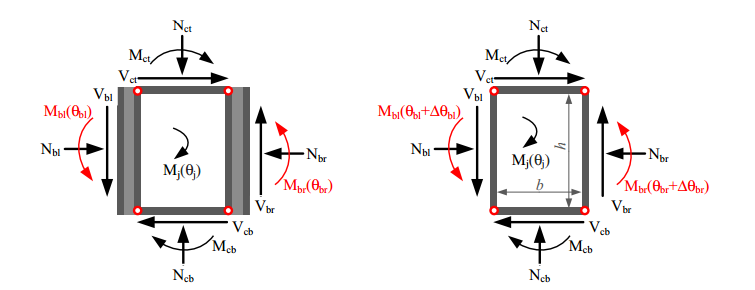 N_ct
M_ct
V_ct
V_bl
M_bl(θ_bl)
N_bl
M_j(θ_j)
N_br
M_br(θ_br)
V_br
V_cb
M_cb
N_cb
N_ct
M_ct
V_ct
V_bl
M_bl(θ_bl+Δθ_bl)
h
N_bl
M_j(θ_j)
N_br
b
M_br(θ_br+Δθ_br)
V_br
V_cb
M_cb
N_cb